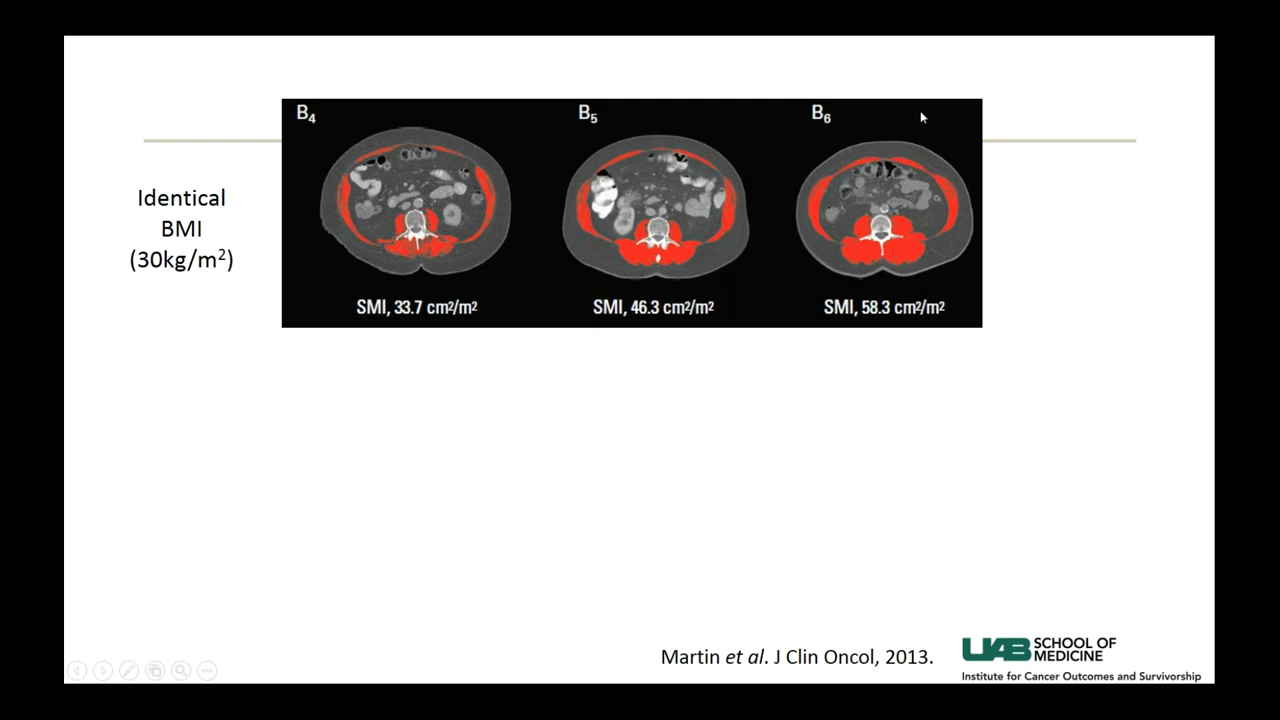 B4
B5
B6
Identical
BMI
(30kg/m²)
SMI, 33.7 cm²/m²
SMI, 46.3 cm²/m²
SMI, 58.3 cm²/m²
Martin et al. J Clin Oncol, 2013.
UAB SCHOOL OF
MEDICINE
Institute for Cancer Outcomes and Survivorship